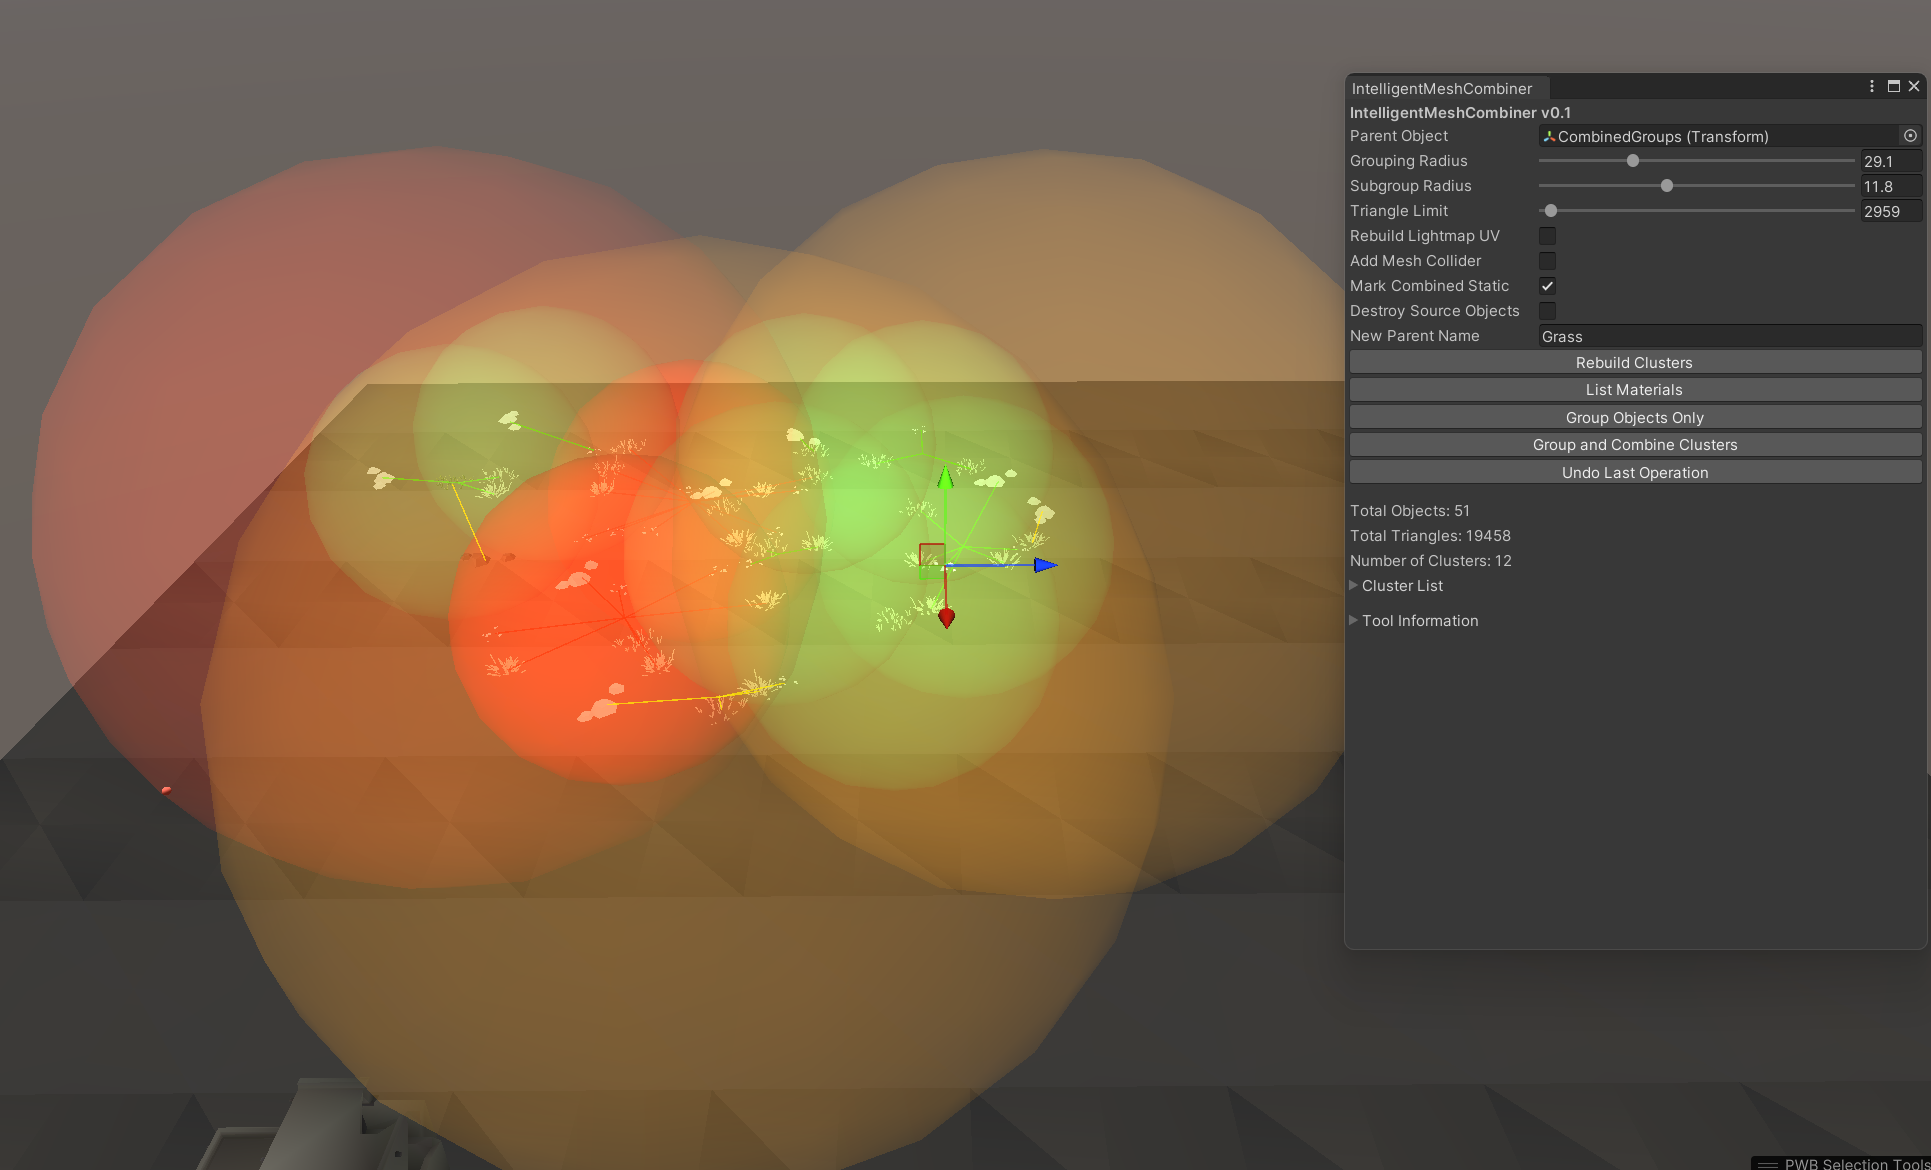 IntelligentMeshCombiner
IntelligentMeshCombiner v0.1
Parent Object CombinedGroups (Transform)
Grouping Radius 29.1
Subgroup Radius 11.8
Triangle Limit 2959
Rebuild Lightmap UV
Add Mesh Collider
Mark Combined Static
Destroy Source Objects
New Parent Name Grass
Rebuild Clusters
List Materials
Group Objects Only
Group and Combine Clusters
Undo Last Operation
Total Objects: 51
Total Triangles: 19458
Number of Clusters: 12
Cluster List
Tool Information
PWB Selection Tools